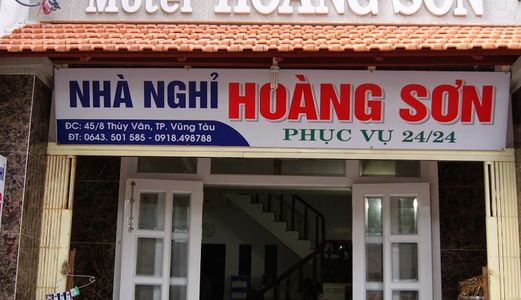 Motel HOÀNG SƠN
NHÀ NGHỈ HOÀNG SƠN
ĐC: 45/8 Thùy Vân, TP. Vũng Tàu
ĐT: 0643. 501 585 - 0918.498788
PHỤC VỤ 24/24